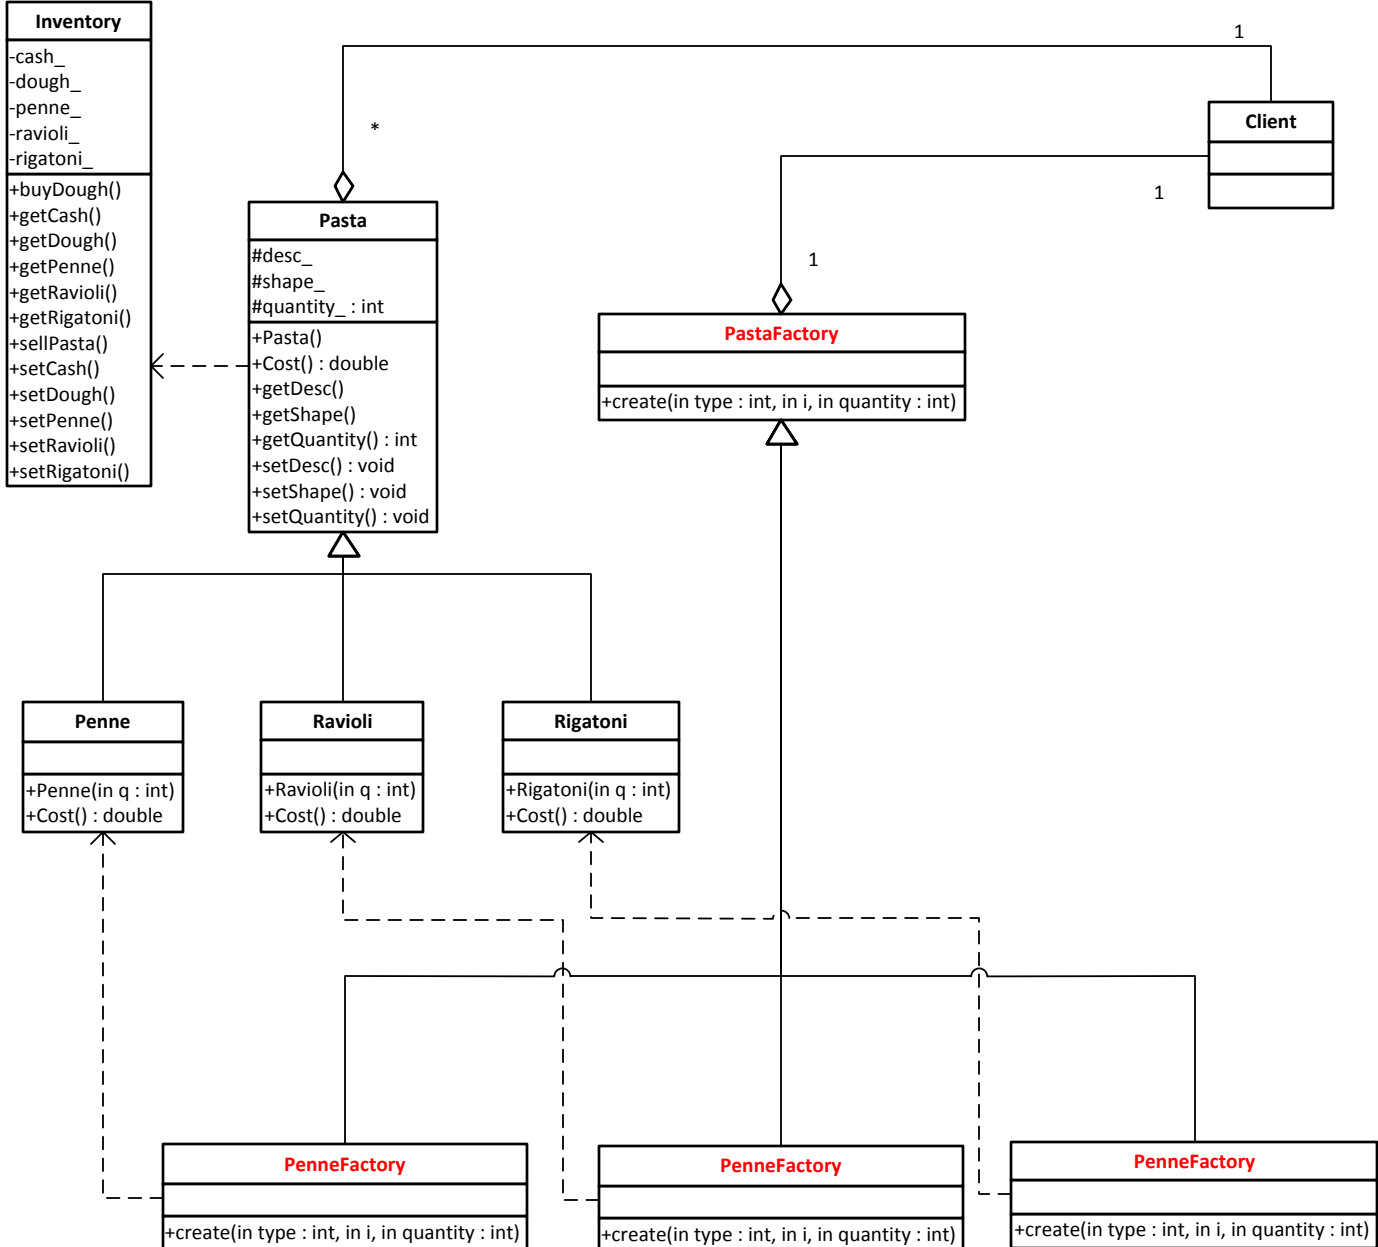 Inventory
-cash_
-dough_
-penne_
-ravioli_
-rigatoni_
+buyDough()
+getCash()
+getDough()
+getPenne()
+getRavioli()
+getRigatoni()
+sellPasta()
+setCash()
+setDough()
+setPenne()
+setRavioli()
+setRigatoni()
1
*
Client
1
1
Pasta
#desc_
#shape_
#quantity_ : int
+Pasta()
+Cost() : double
+getDesc()
+getShape()
+getQuantity() : int
+setDesc() : void
+setShape() : void
+setQuantity() : void
PastaFactory
+create(in type : int, in i, in quantity : int)
Penne
+Penne(in q : int)
+Cost() : double
Ravioli
+Ravioli(in q : int)
+Cost() : double
Rigatoni
+Rigatoni(in q : int)
+Cost() : double
PenneFactory
+create(in type : int, in i, in quantity : int)
PenneFactory
+create(in type : int, in i, in quantity : int)
PenneFactory
+create(in type : int, in i, in quantity : int)